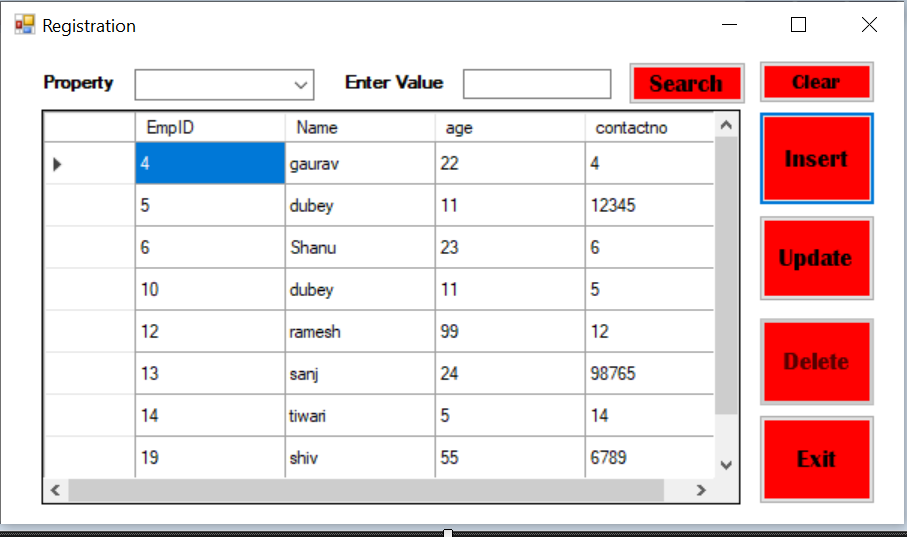 Registration
Property Enter Value Search Clear
EmpID Name age contactno
4 gaurav 22 4
5 dubey 11 12345
6 Shanu 23 6
10 dubey 11 5
12 ramesh 99 12
13 sanj 24 98765
14 tiwari 5 14
19 shiv 55 6789
Insert
Update
Delete
Exit